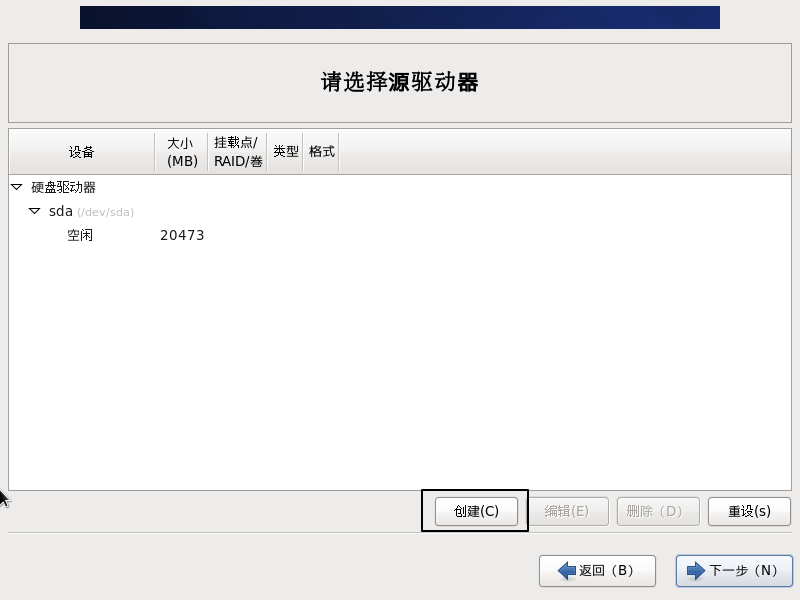 请选择源驱动器
设备
大小
(MB)
挂载点/
RAID/卷
类型
格式
硬盘驱动器
sda (/dev/sda)
空闲 20473
创建(C) 编辑(E) 删除（D） 重设(s)
返回（B） 下一步（N）